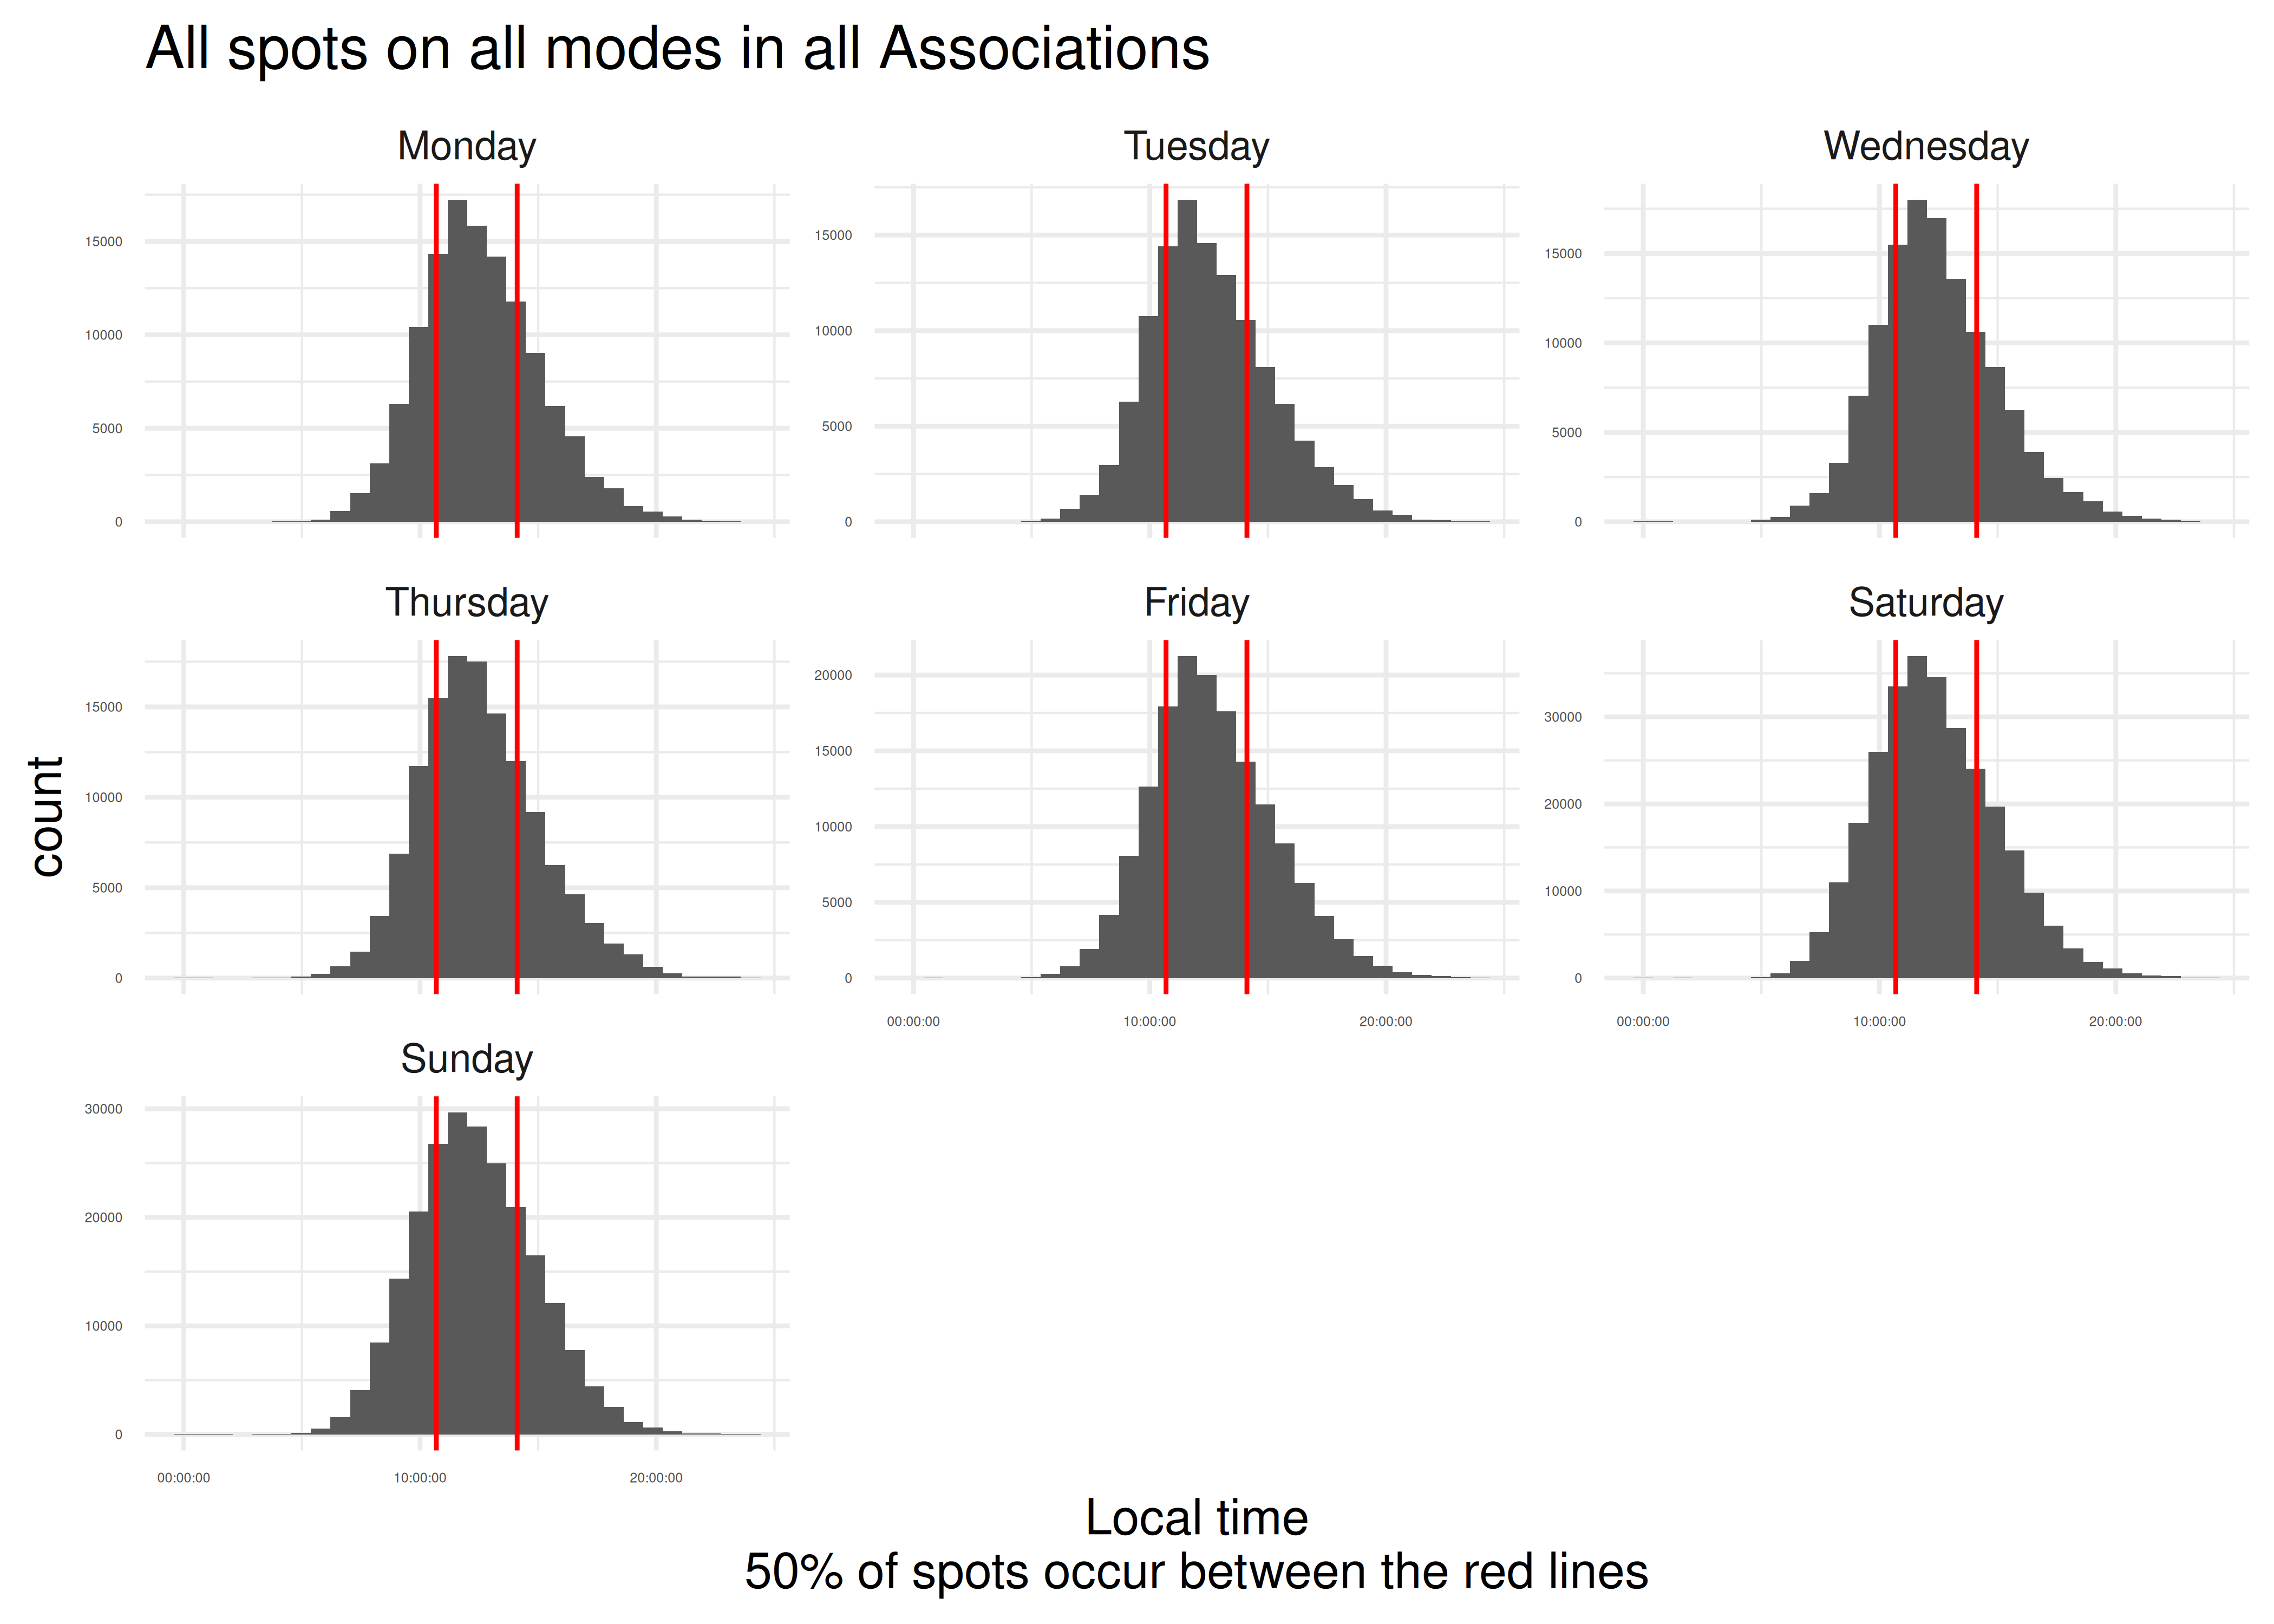 All spots on all modes in all Associations
Monday
Tuesday
Wednesday
15000
10000
5000
0
15000
10000
5000
0
15000
10000
5000
0
Thursday
Friday
Saturday
15000
10000
5000
0
20000
15000
10000
5000
0
30000
20000
10000
0
00:00:00 10:00:00 20:00:00
00:00:00 10:00:00 20:00:00
Sunday
30000
20000
10000
0
00:00:00 10:00:00 20:00:00
count
Local time
50% of spots occur between the red lines